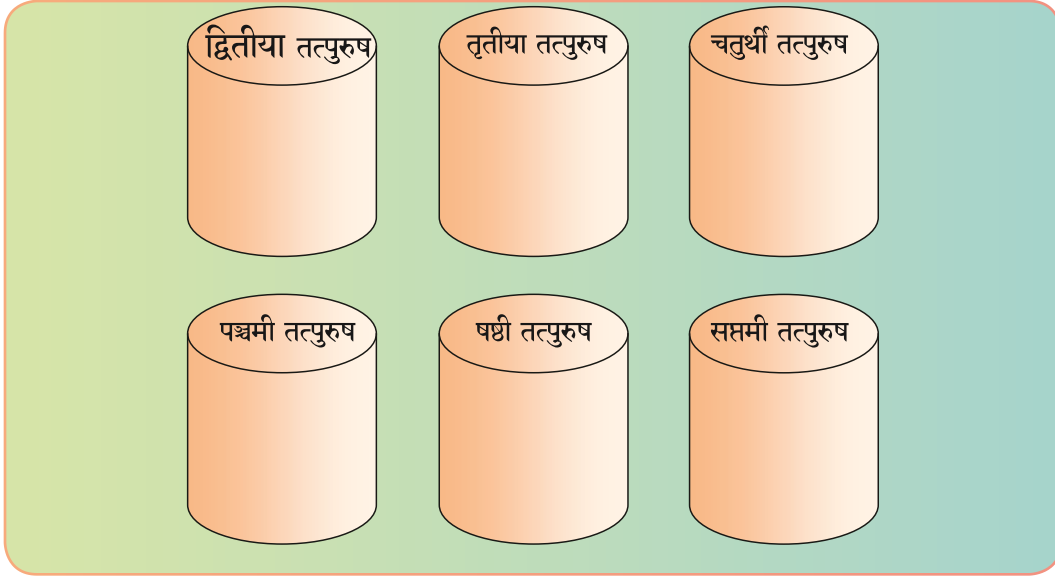 द्वितीया तत्पुरुष
तृतीया तत्पुरुष
चतुर्थी तत्पुरुष
पञ्चमी तत्पुरुष
षष्ठी तत्पुरुष
सप्तमी तत्पुरुष